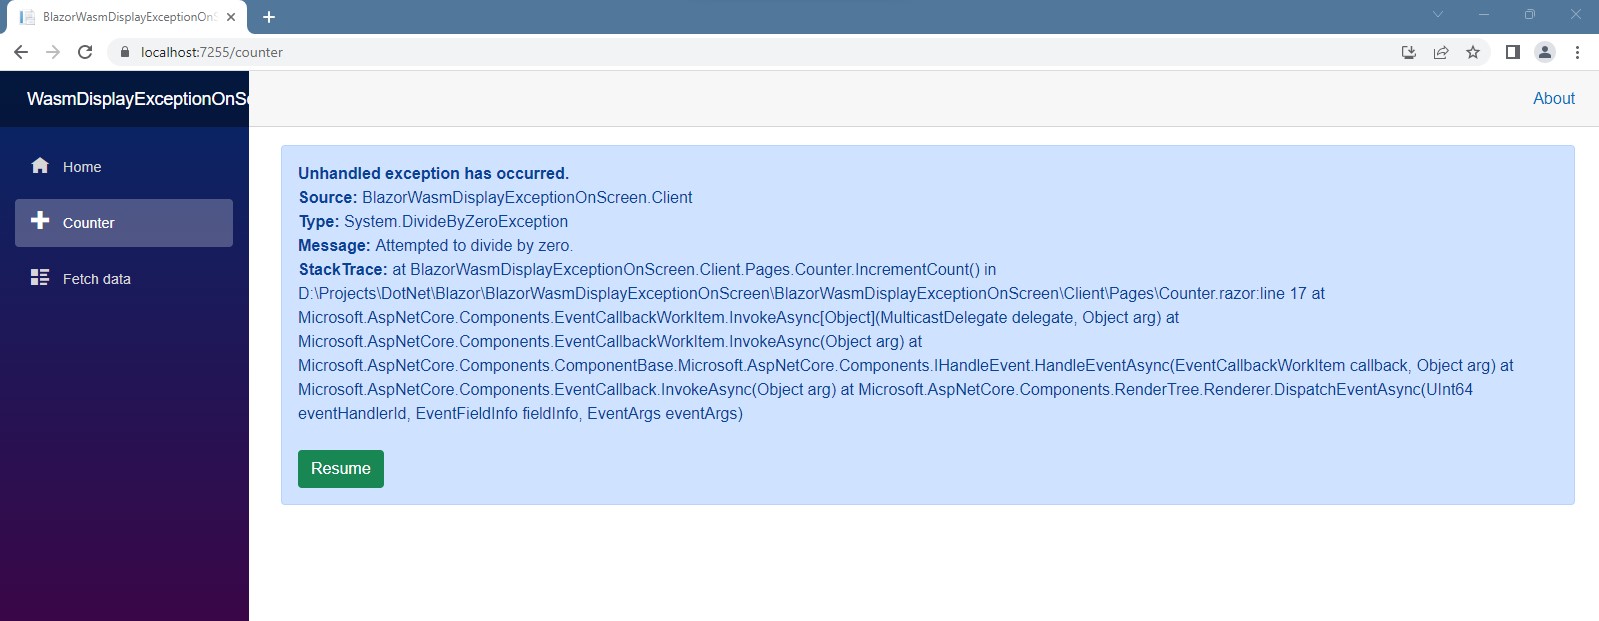 BlazorWasmDisplayExceptionOnS
localhost:7255/counter
WasmDisplayExceptionOnS
About
Home
Counter
Fetch data
Unhandled exception has occurred.
Source: BlazorWasmDisplayExceptionOnScreen.Client
Type: System.DivideByZeroException
Message: Attempted to divide by zero.
StackTrace: at BlazorWasmDisplayExceptionOnScreen.Client.Pages.Counter.IncrementCount() in
D:\Projects\DotNet\Blazor\BlazorWasmDisplayExceptionOnScreen\BlazorWasmDisplayExceptionOnScreen\Client\Pages\Counter.razor:line 17 at
Microsoft.AspNetCore.Components.EventCallbackWorkItem.InvokeAsync[Object](MulticastDelegate delegate, Object arg) at
Microsoft.AspNetCore.Components.EventCallbackWorkItem.InvokeAsync(Object arg) at
Microsoft.AspNetCore.Components.ComponentBase.Microsoft.AspNetCore.Components.IHandleEvent.HandleEventAsync(EventCallbackWorkItem callback, Object arg) at
Microsoft.AspNetCore.Components.EventCallback.InvokeAsync(Object arg) at Microsoft.AspNetCore.Components.RenderTree.Renderer.DispatchEventAsync(UInt64
eventHandlerId, EventFieldInfo fieldInfo, EventArgs eventArgs)
Resume